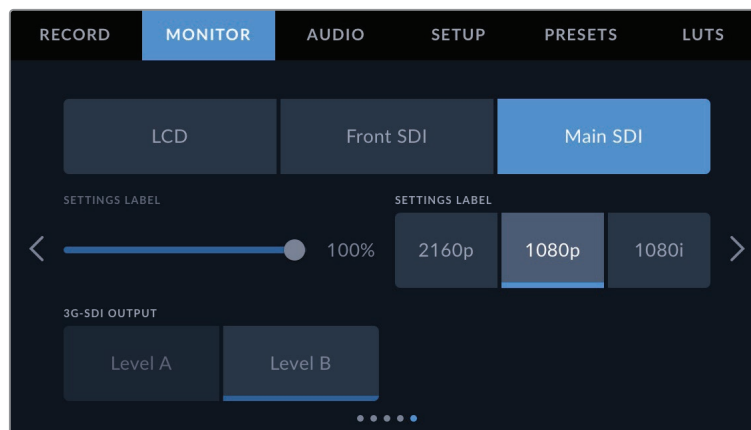 RECORD MONITOR AUDIO SETUP PRESETS LUTS
LCD Front SDI Main SDI
SETTINGS LABEL SETTINGS LABEL
100% 2160p 1080p 1080i
3G-SDI OUTPUT
Level A Level B